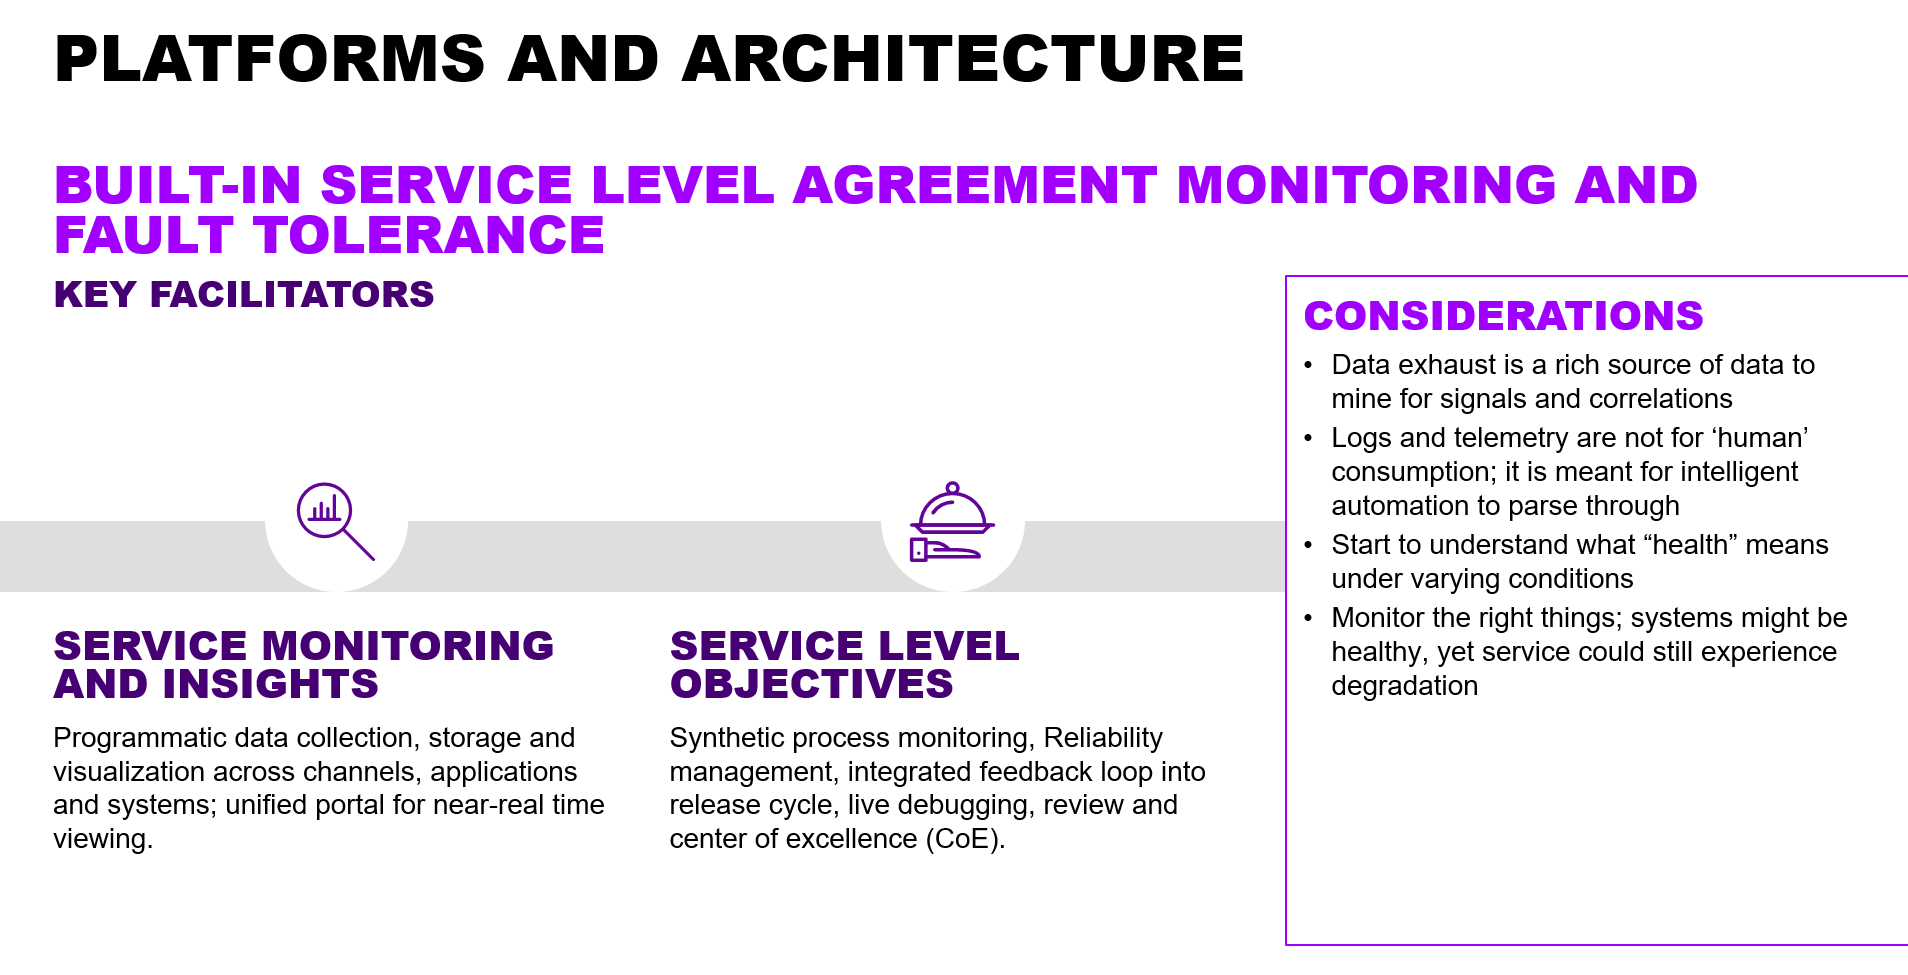 PLATFORMS AND ARCHITECTURE
BUILT-IN SERVICE LEVEL AGREEMENT MONITORING AND
FAULT TOLERANCE
KEY FACILITATORS
SERVICE MONITORING
AND INSIGHTS
Programmatic data collection, storage and
visualization across channels, applications
and systems; unified portal for near-real time
viewing.
SERVICE LEVEL
OBJECTIVES
Synthetic process monitoring, Reliability
management, integrated feedback loop into
release cycle, live debugging, review and
center of excellence (CoE).
CONSIDERATIONS
• Data exhaust is a rich source of data to
mine for signals and correlations
• Logs and telemetry are not for ‘human’
consumption; it is meant for intelligent
automation to parse through
• Start to understand what “health” means
under varying conditions
• Monitor the right things; systems might be
healthy, yet service could still experience
degradation